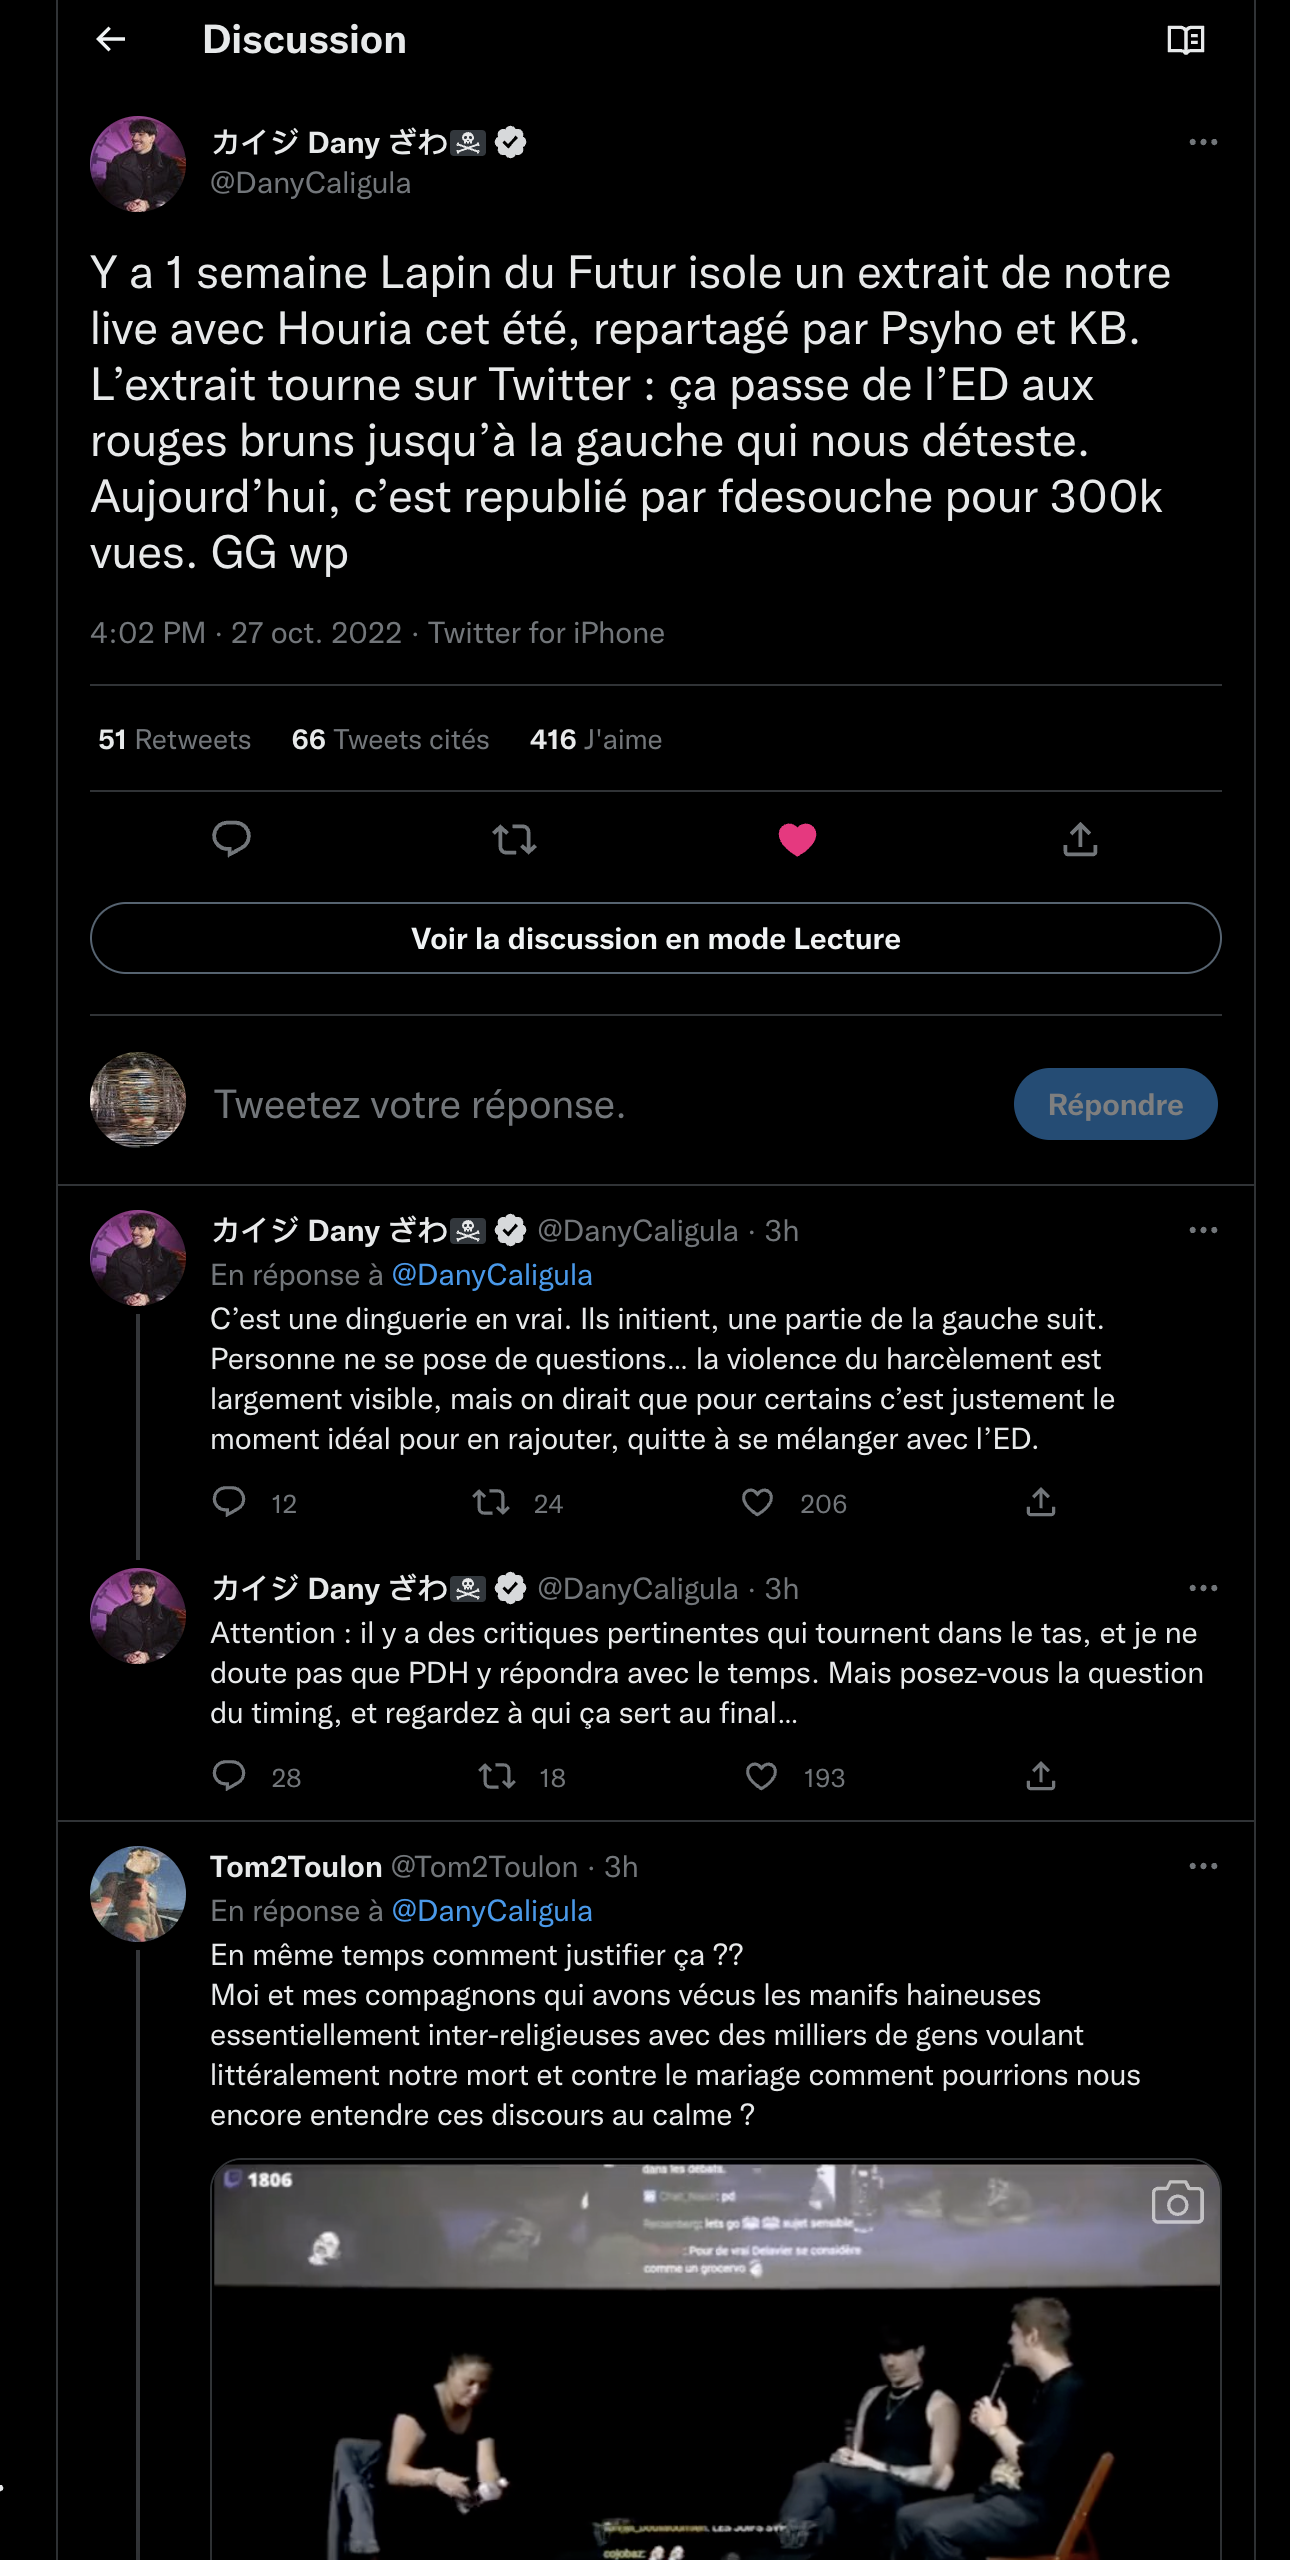 Discussion
カイジ Dany ざわ
@DanyCaligula
Y a 1 semaine Lapin du Futur isole un extrait de notre
live avec Houria cet été, repartagé par Psyho et KB.
L’extrait tourne sur Twitter : ça passe de l’ED aux
rouges bruns jusqu’à la gauche qui nous déteste.
Aujourd’hui, c’est republié par fdesouche pour 300k
vues. GG wp
4:02 PM · 27 oct. 2022 · Twitter for iPhone
51 Retweets 66 Tweets cités 416 J'aime
Voir la discussion en mode Lecture
Tweetez votre réponse.
Répondre
カイジ Dany ざわ @DanyCaligula · 3h
En réponse à @DanyCaligula
C’est une dinguerie en vrai. Ils initient, une partie de la gauche suit.
Personne ne se pose de questions… la violence du harcèlement est
largement visible, mais on dirait que pour certains c’est justement le
moment idéal pour en rajouter, quitte à se mélanger avec l’ED.
12 24 206
カイジ Dany ざわ @DanyCaligula · 3h
Attention : il y a des critiques pertinentes qui tournent dans le tas, et je ne
doute pas que PDH y répondra avec le temps. Mais posez-vous la question
du timing, et regardez à qui ça sert au final…
28 18 193
Tom2Toulon @Tom2Toulon · 3h
En réponse à @DanyCaligula
En même temps comment justifier ça ??
Moi et mes compagnons qui avons vécus les manifs haineuses
essentiellement inter-religieuses avec des milliers de gens voulant
littéralement notre mort et contre le mariage comment pourrions nous
encore entendre ces discours au calme ?
1806
dans les débats.
pd
lets go sujet sensible
: Pour de vrai Delavier se considère
comme un grocervo
cojobaz: